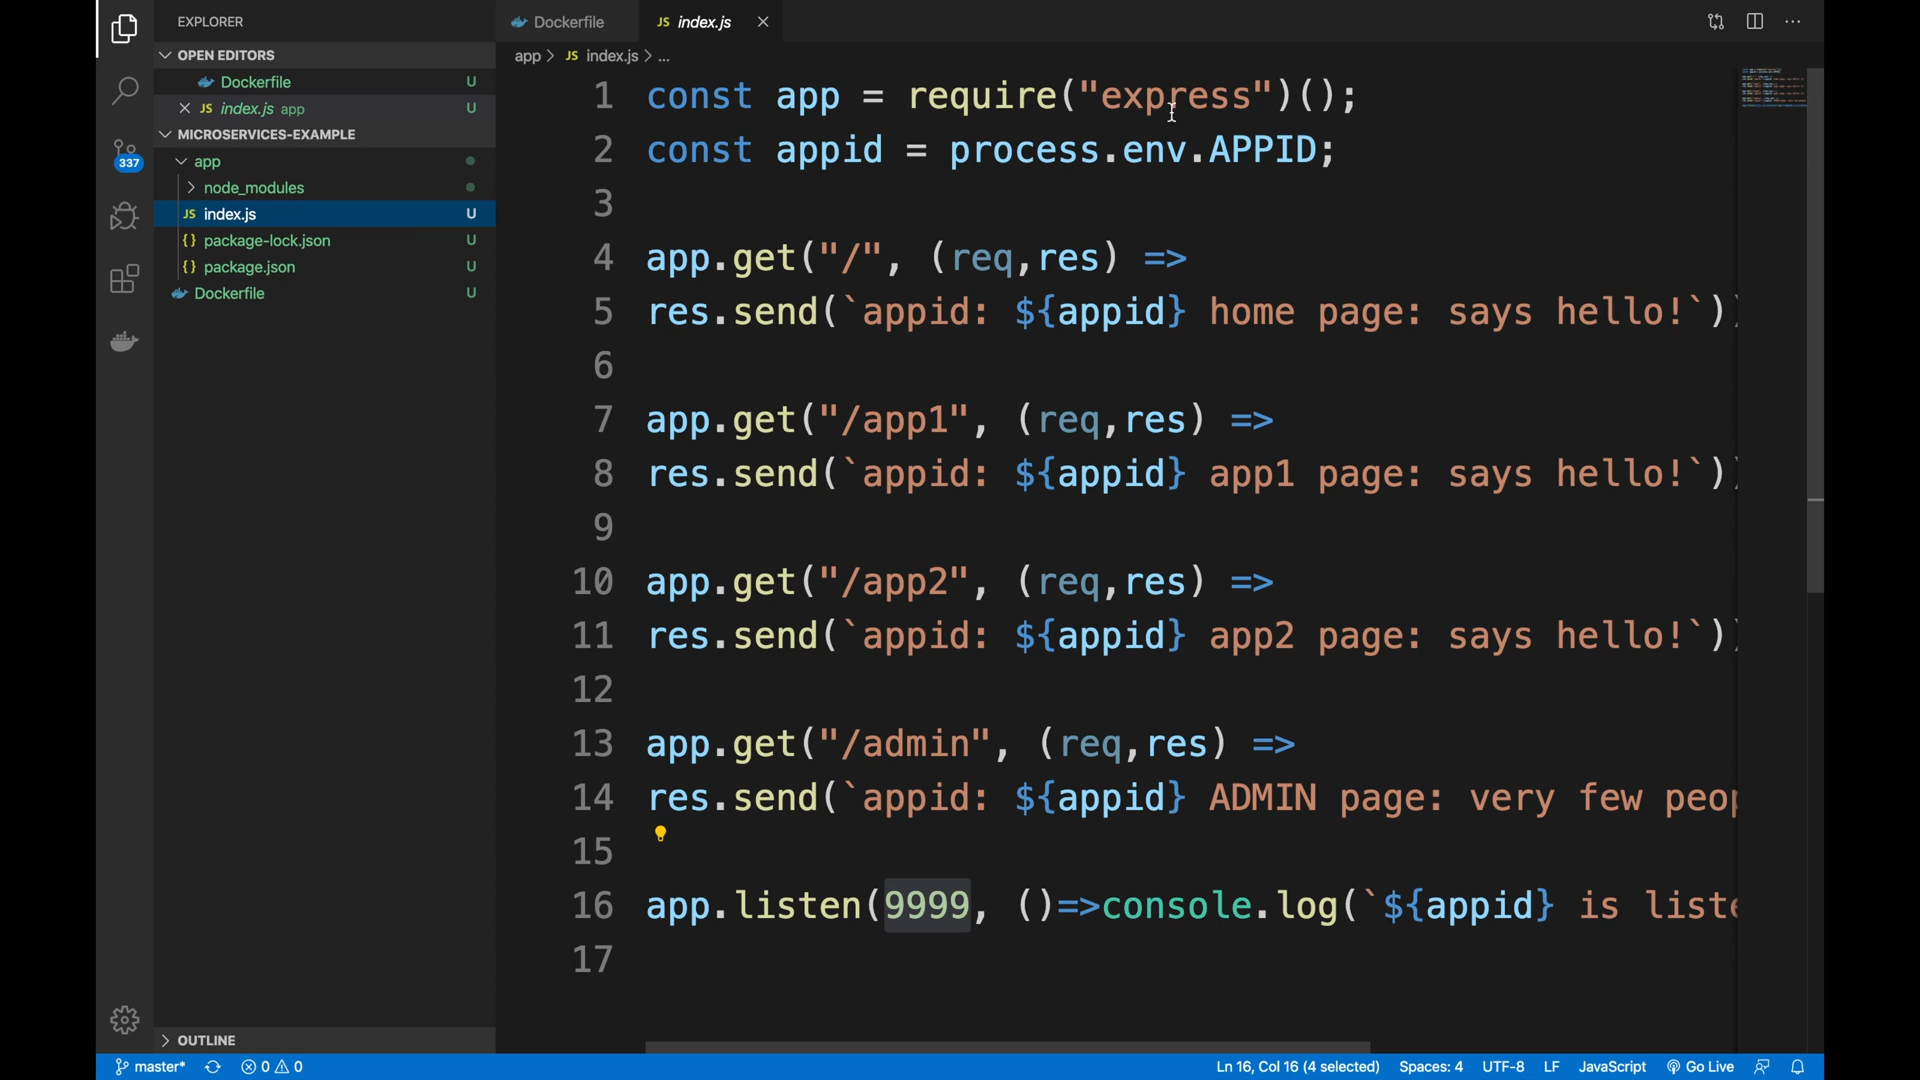 EXPLORER
OPEN EDITORS
Dockerfile U
JS index.js app U
MICROSERVICES-EXAMPLE
app
node_modules
JS index.js U
{} package-lock.json U
{} package.json U
Dockerfile U
337
OUTLINE
Dockerfile
JS index.js
app > JS index.js > ...
1 const app = require("express")();
2 const appid = process.env.APPID;
3
4 app.get("/", (req,res) =>
5 res.send(`appid: ${appid} home page: says hello!`))
6
7 app.get("/app1", (req,res) =>
8 res.send(`appid: ${appid} app1 page: says hello!`))
9
10 app.get("/app2", (req,res) =>
11 res.send(`appid: ${appid} app2 page: says hello!`))
12
13 app.get("/admin", (req,res) =>
14 res.send(`appid: ${appid} ADMIN page: very few peop
15
16 app.listen(9999, ()=>console.log(`${appid} is liste
17
master* 0 0 Ln 16, Col 16 (4 selected) Spaces: 4 UTF-8 LF JavaScript Go Live